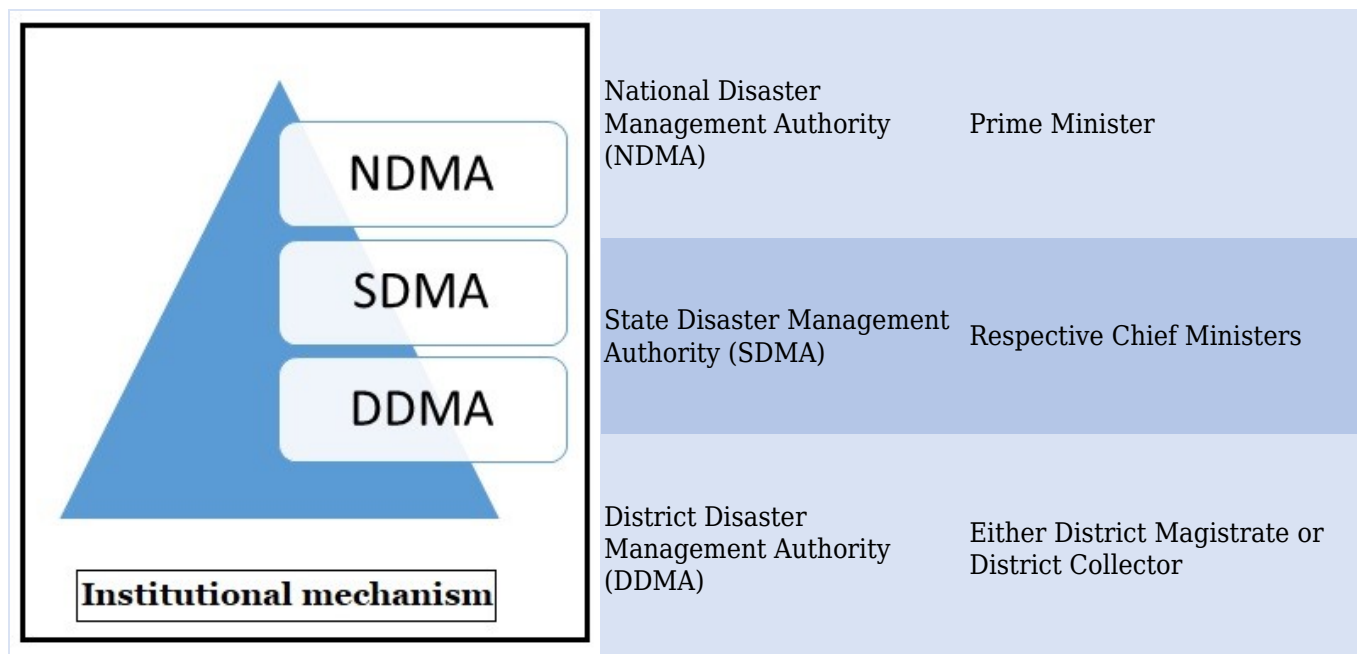 NDMA
SDMA
DDMA
Institutional mechanism
National Disaster
Management Authority
(NDMA)
Prime Minister
State Disaster Management
Authority (SDMA)
Respective Chief Ministers
District Disaster
Management Authority
(DDMA)
Either District Magistrate or
District Collector